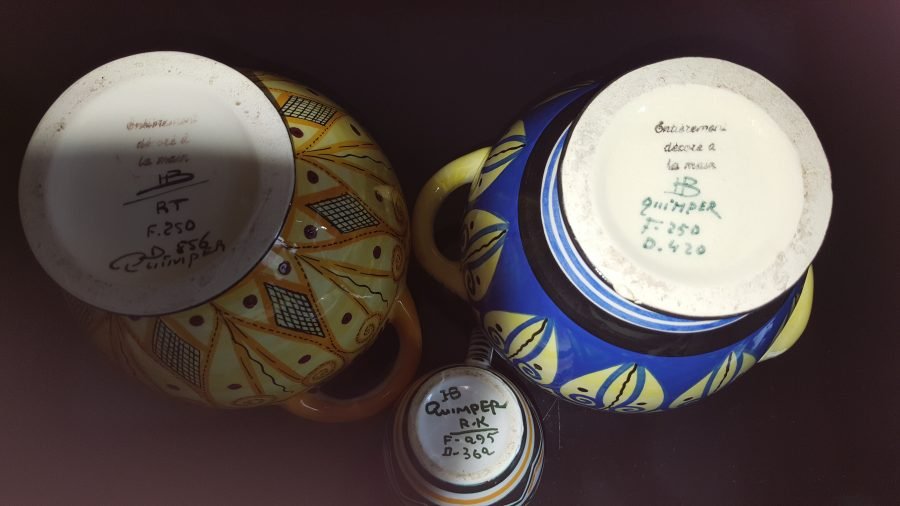 Entièrement
décoré à
la main
HB
RT
F.250
D.556
Quimper
Entièrement
décoré à
la main
HB
QUIMPER
F.250
D.420
HB
QUIMPER
R.K
F-295
D-362